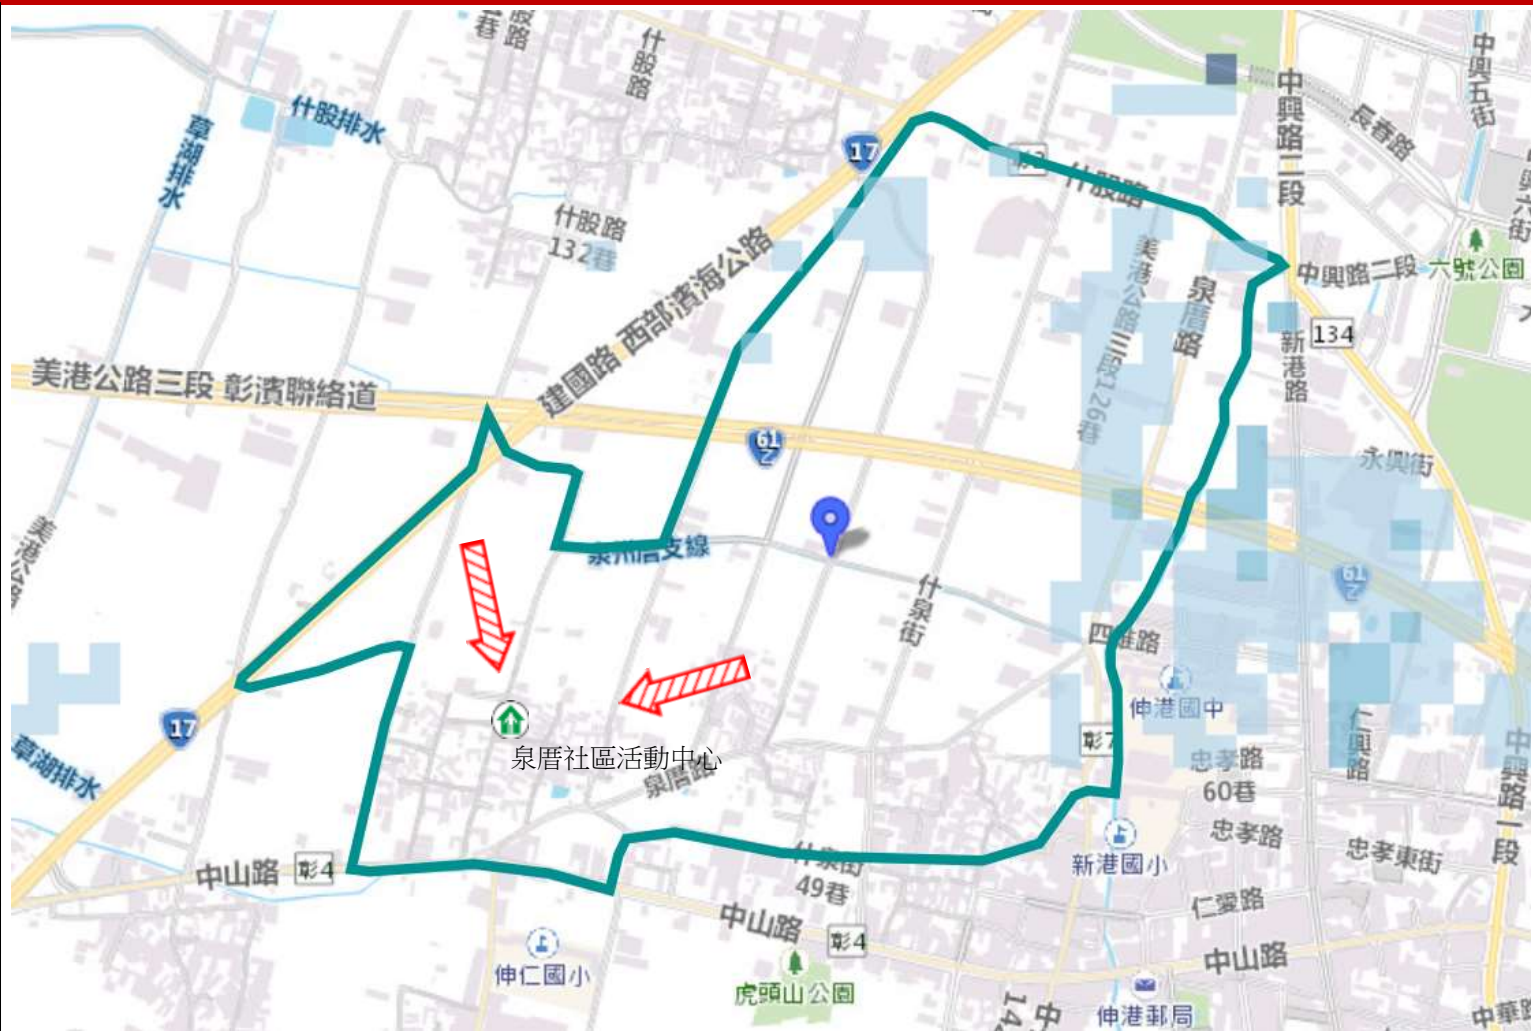 什股路
什股排水
草湖排水
17
什股路
132巷
建國路 西部濱海公路
美港公路三段 彰濱聯絡道
什股路
中興路二段
長春路
中興五街
中興路二段
六號公園
134
新港路
泉厝路
美港公路三段126巷
永興街
61
乙
61
乙
泉州厝支線
什泉街
四維路
伸港國中
彰7
仁興路
忠孝路
60巷
忠孝路
忠孝東街
中興路一段
新港國小
仁愛路
中山路
17
草湖排水
泉厝社區活動中心
泉厝路
中山路
彰4
什泉街
49巷
中山路
彰4
伸仁國小
虎頭山公園
伸港郵局